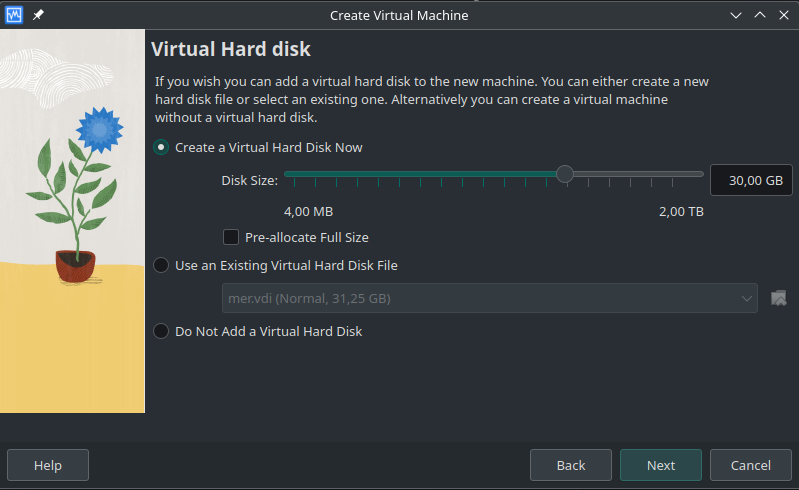 Create Virtual Machine
Virtual Hard disk
If you wish you can add a virtual hard disk to the new machine. You can either create a new
hard disk file or select an existing one. Alternatively you can create a virtual machine
without a virtual hard disk.
Create a Virtual Hard Disk Now
Disk Size:
30,00 GB
4,00 MB
2,00 TB
Pre-allocate Full Size
Use an Existing Virtual Hard Disk File
mer.vdi (Normal, 31,25 GB)
Do Not Add a Virtual Hard Disk
Help
Back
Next
Cancel